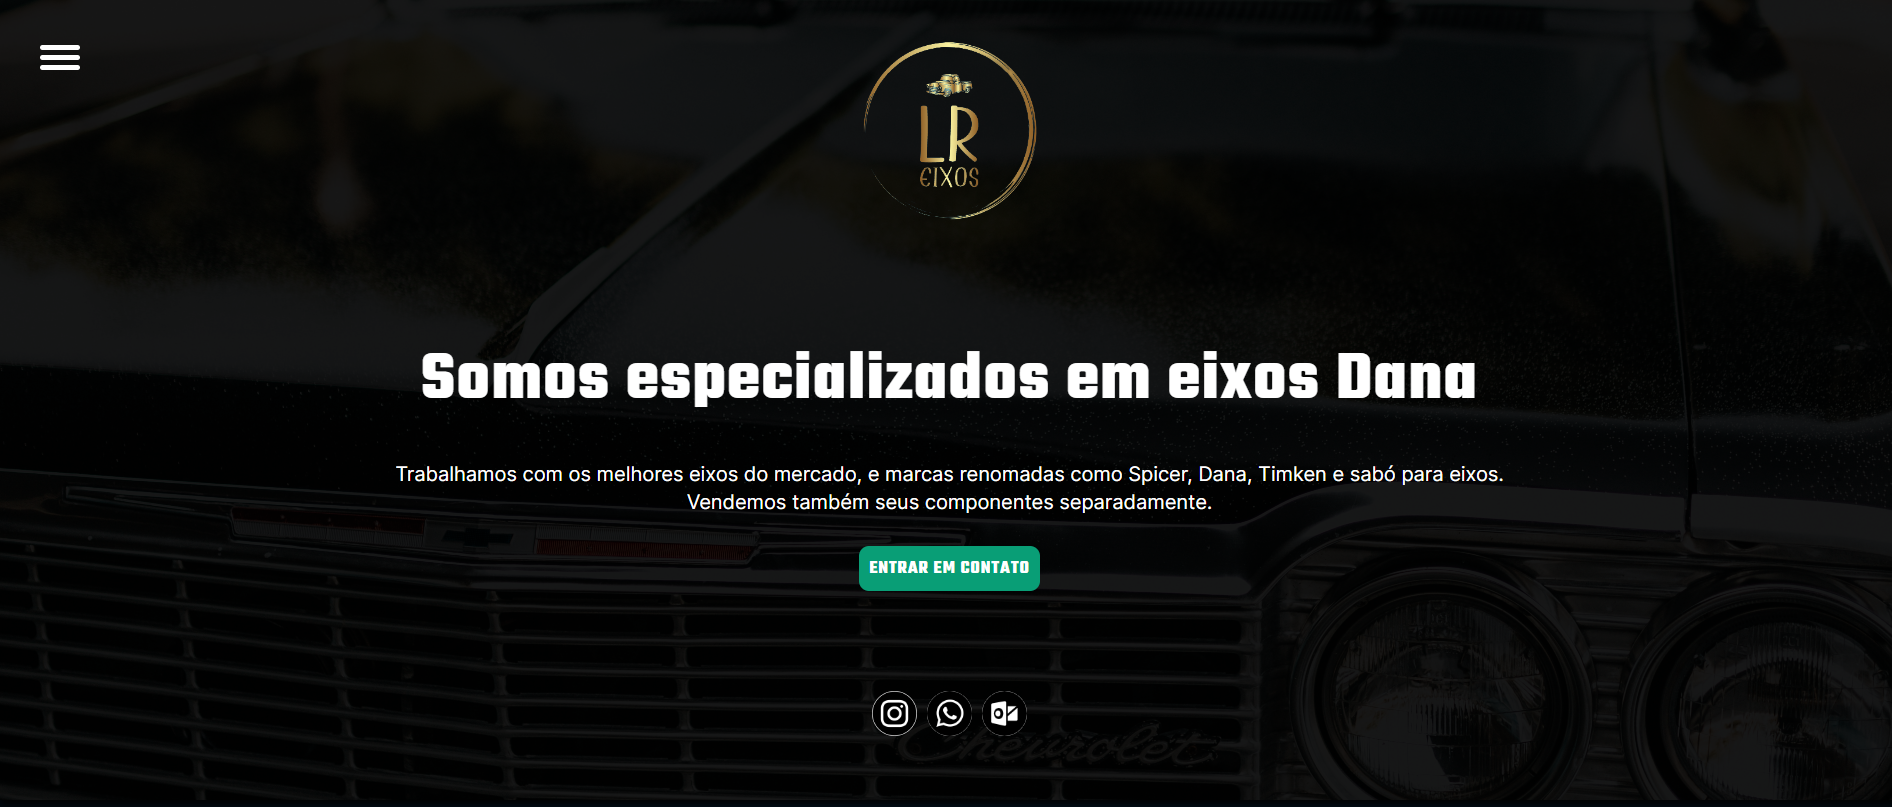 LR
EIXOS
Somos especializados em eixos Dana
Trabalhamos com os melhores eixos do mercado, e marcas renomadas como Spicer, Dana, Timken e sabó para eixos.
Vendemos também seus componentes separadamente.
ENTRAR EM CONTATO
Chevrolet